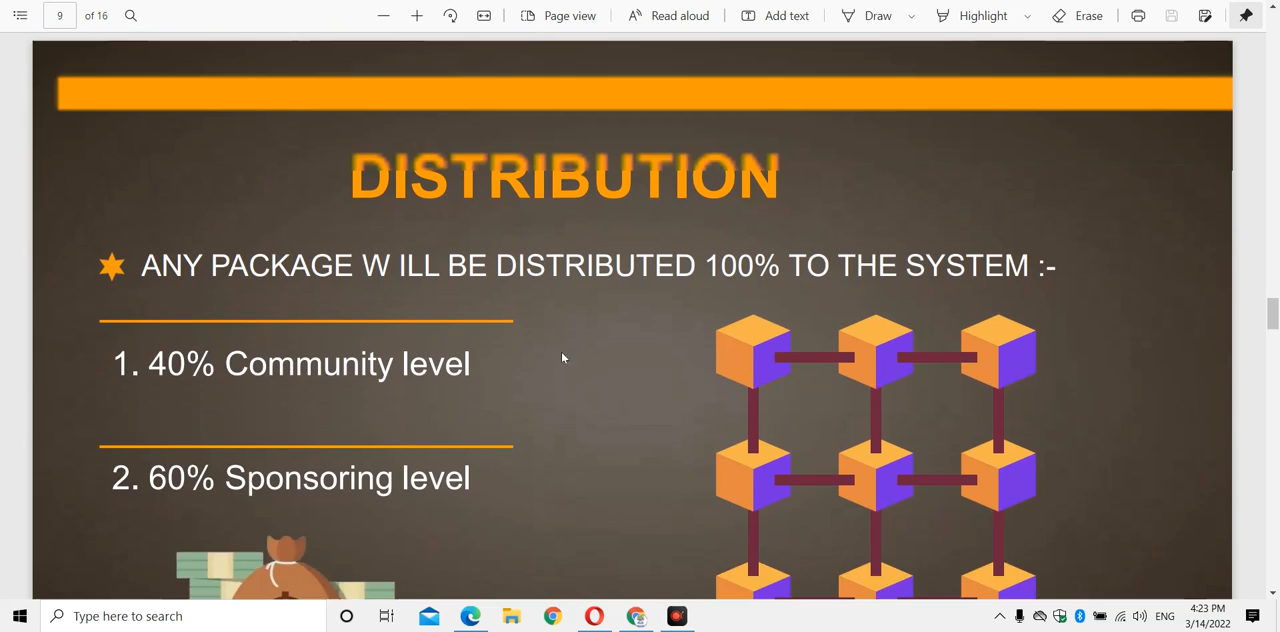 9 of 16 Page view Read aloud Add text Draw Highlight Erase
DISTRIBUTION
ANY PACKAGE W ILL BE DISTRIBUTED 100% TO THE SYSTEM :-
1. 40% Community level
2. 60% Sponsoring level
Type here to search ENG 4:23 PM
3/14/2022